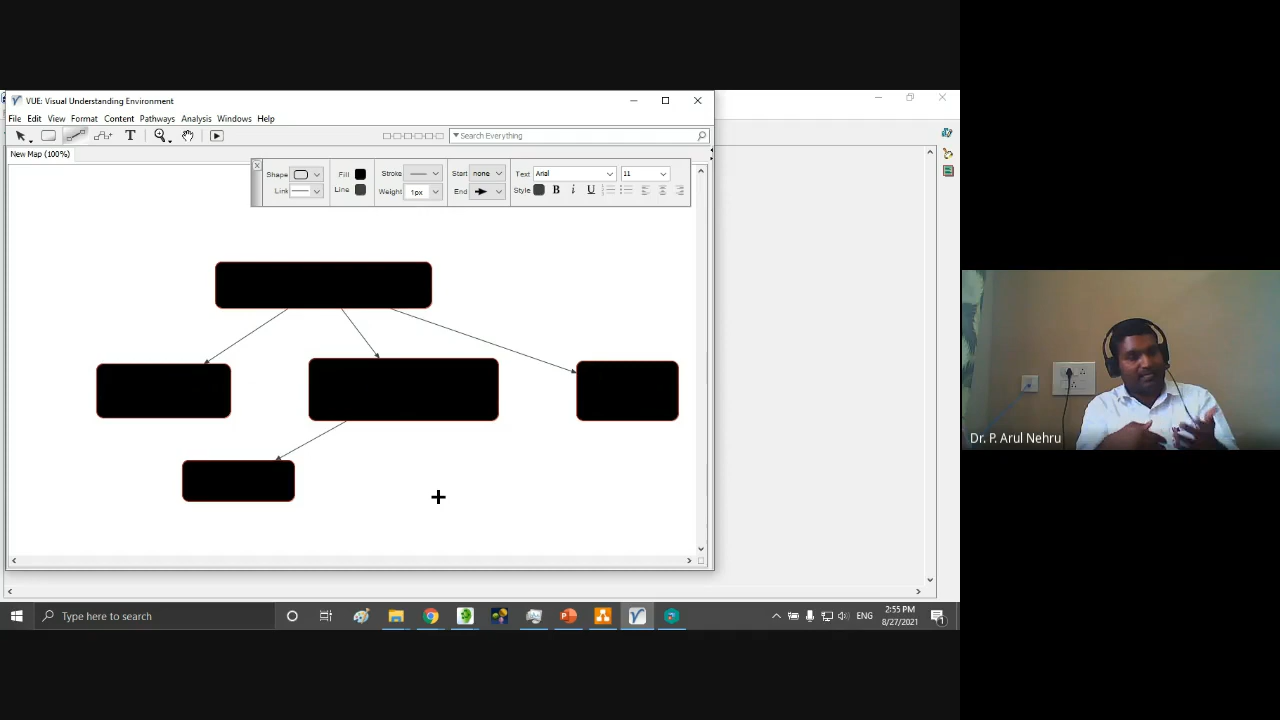 VUE: Visual Understanding Environment
File Edit View Format Content Pathways Analysis Windows Help
T
Search Everything
New Map (100%)
Shape Fill Stroke Start none Text Arial 11
Link Line Weight 1px End Style B i U
Dr. P. Arul Nehru
Type here to search
ENG
2:55 PM
8/27/2021
1